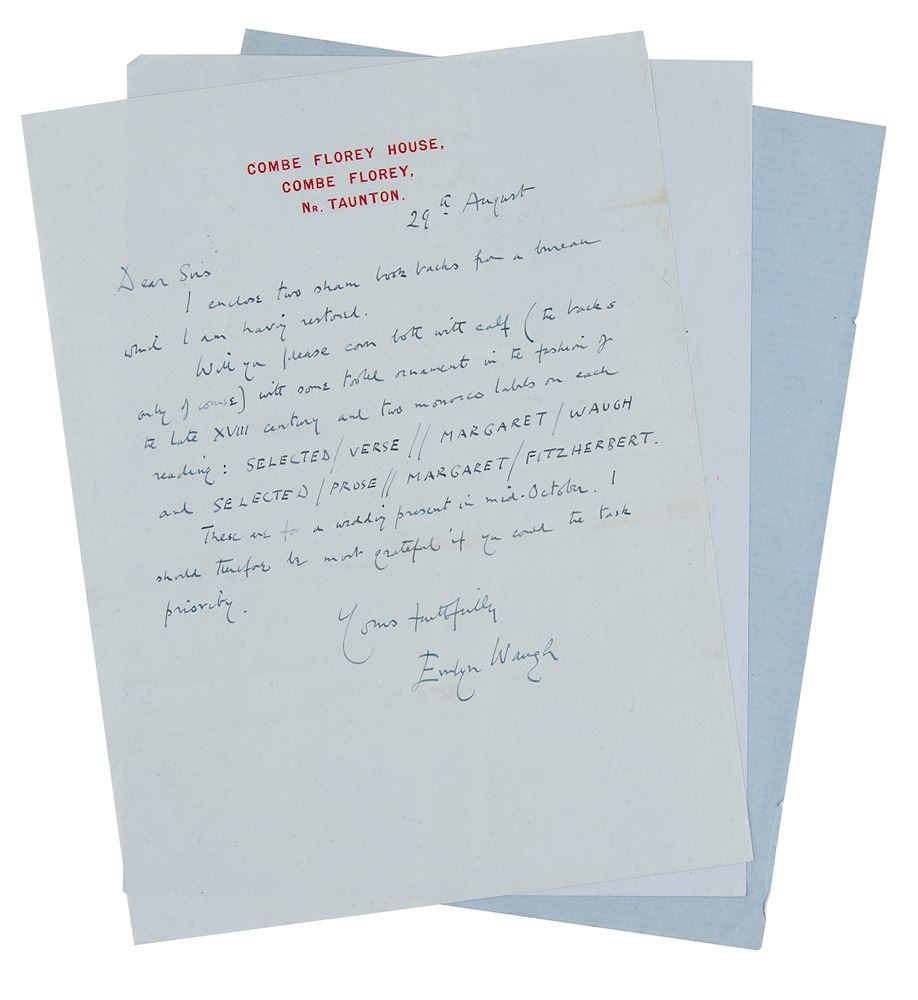 COMBE FLOREY HOUSE,
COMBE FLOREY,
NR. TAUNTON.
29th August
Dear Sirs
I enclose two sham book backs from a bureau
which I am having restored.
Will you please cover both with calf (the backs
only of course) with some tooled ornament in the fashion of
the late XVIII century and two morocco labels on each
reading: SELECTED/VERSE // MARGARET/WAUGH
and SELECTED/PROSE // MARGARET/FITZHERBERT.
These are for a wedding present in mid-October. I
should therefore be most grateful if you could the task
priority.
Yours faithfully
Evelyn Waugh